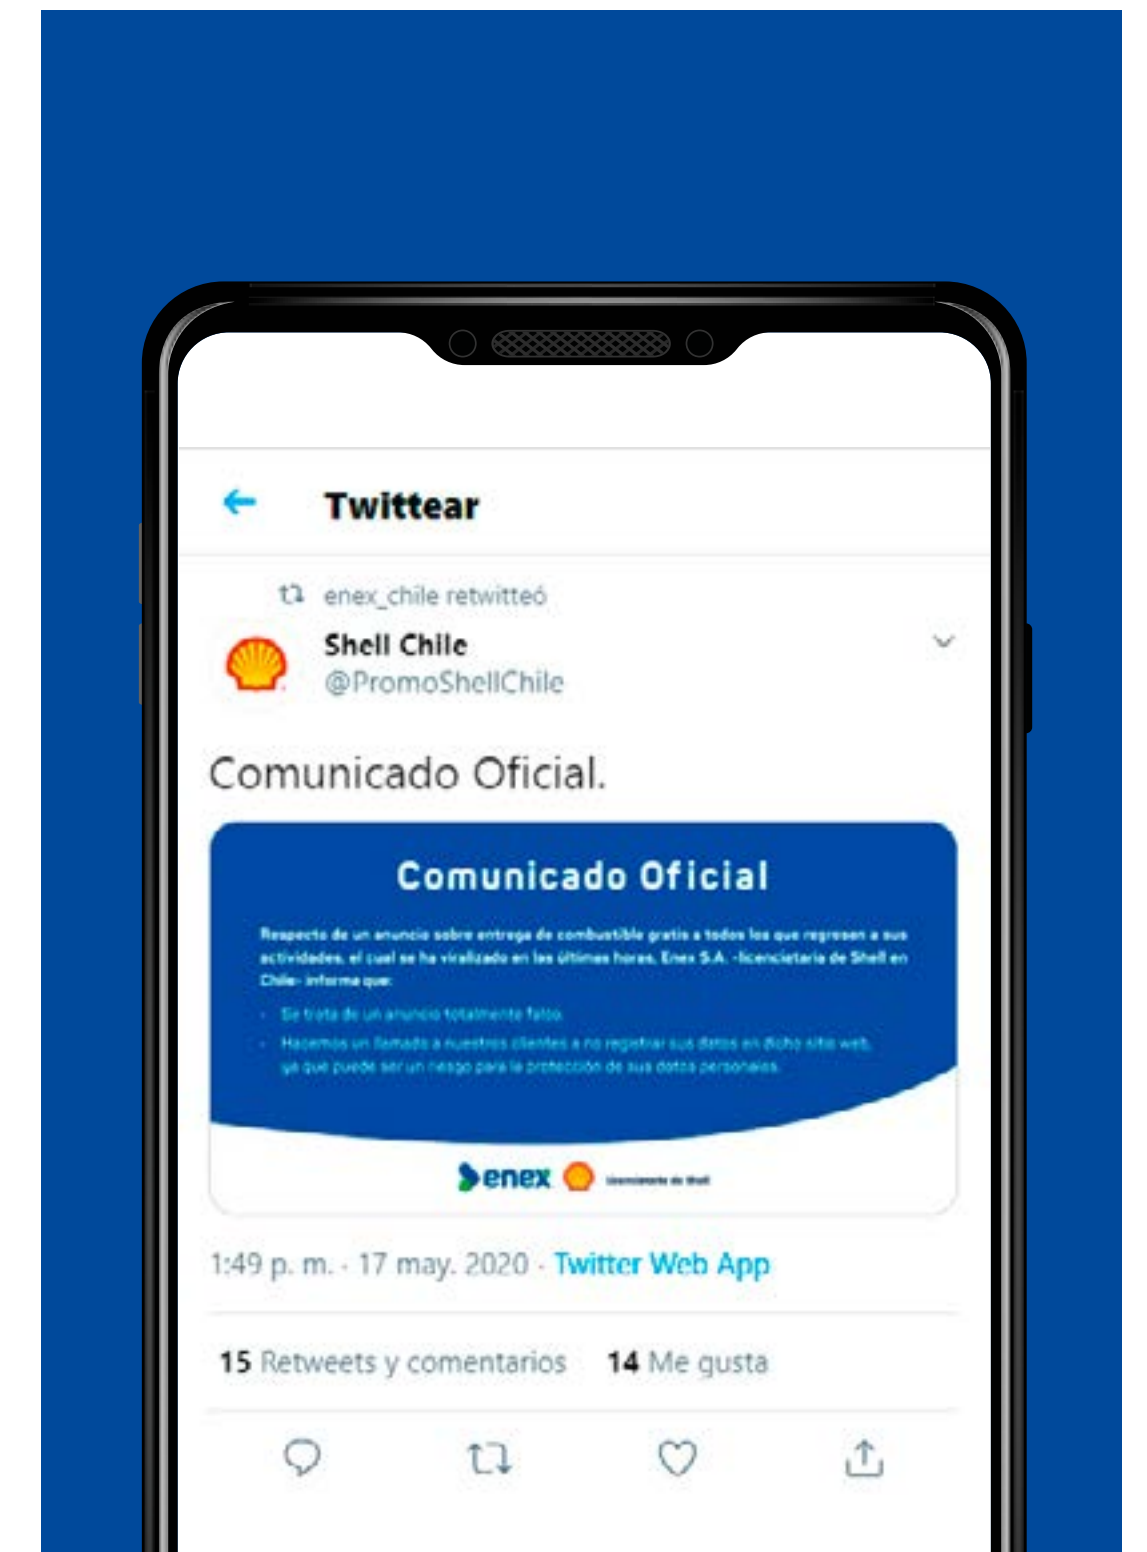 Twittear
enex_chile retwitteó
Shell Chile
@PromoShellChile
Comunicado Oficial.
Comunicado Oficial
Respecto de un anuncio sobre entrega de combustible gratis a todos los que regresen a sus
actividades, el cual se ha viralizado en las últimas horas, Enex S.A. -licencietaria de Shell en
Chile- informa que:
- Se trata de un anuncio totalmente falso.
- Hacemos un llamado a nuestros clientes a no registrar sus datos en dicho sitio web,
ya que puede ser un riesgo para la protección de sus datos personales.
enex Licenciataria de Shell
1:49 p. m. · 17 may. 2020 · Twitter Web App
15 Retweets y comentarios 14 Me gusta